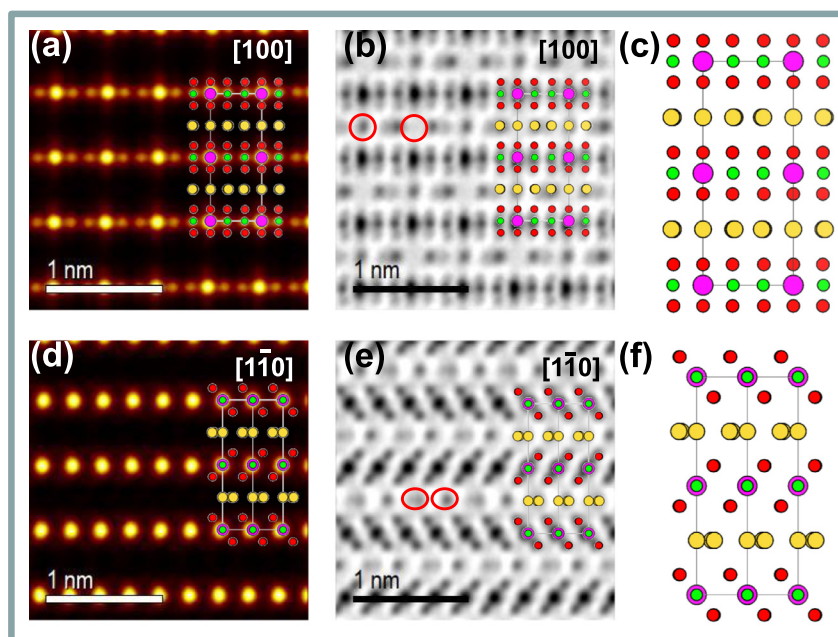 (a) [100] (b) [100] (c)
1 nm 1 nm
(d) [11̄0] (e) [11̄0] (f)
1 nm 1 nm